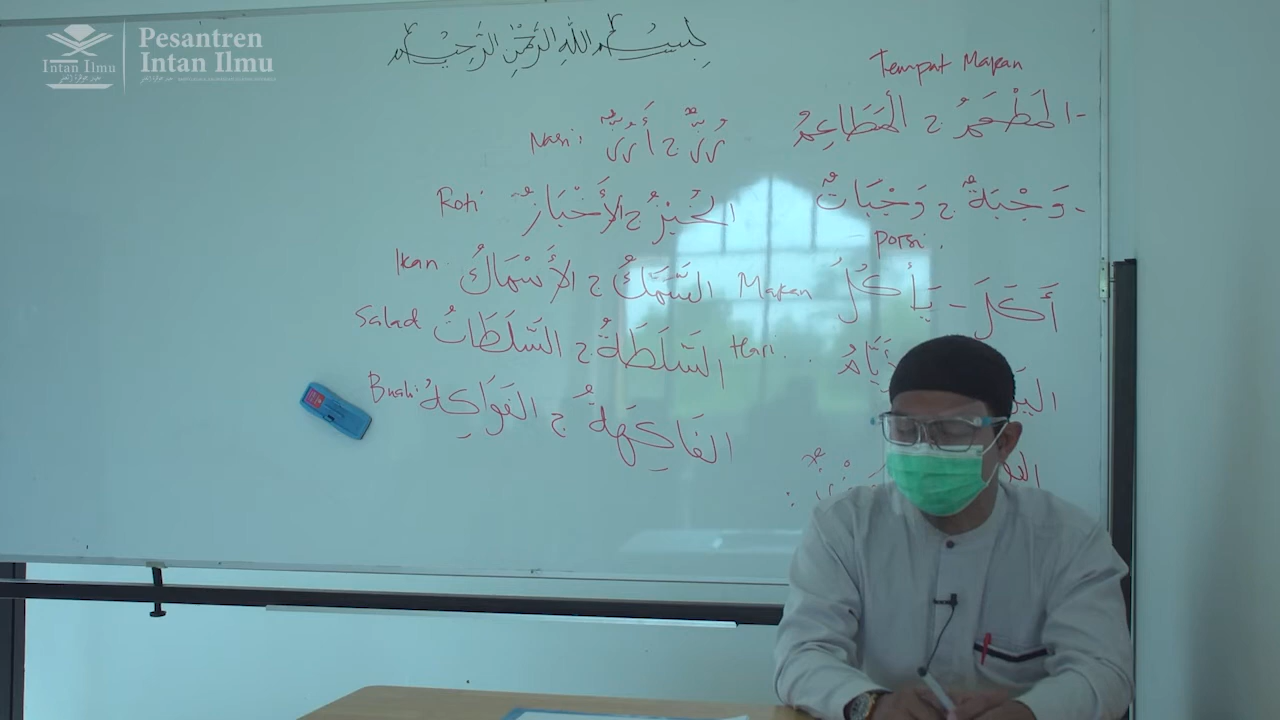 Pesantren
Intan Ilmu
Intan Ilmu
بِسْمِ اللهِ الرَّحْمٰنِ الرَّحِيْمِ
Tempat Makan
- المَطْعَمُ ج المَطَاعِمُ
- وَجْبَةٌ ج وَجْبَاتٌ
Porsi.
أَكَلَ - يَأْكُلُ Makan
Hari
رُزٌّ ج أَرُزٌّ Nasi:
الخُبْزُ ج الأَخْبَازُ Roti
السَّمَكُ ج الأَسْمَاكُ Ikan
السَّلَطَةُ ج السَّلَطَاتُ Salad
الفَاكِهَةُ ج الفَوَاكِهُ Buah: